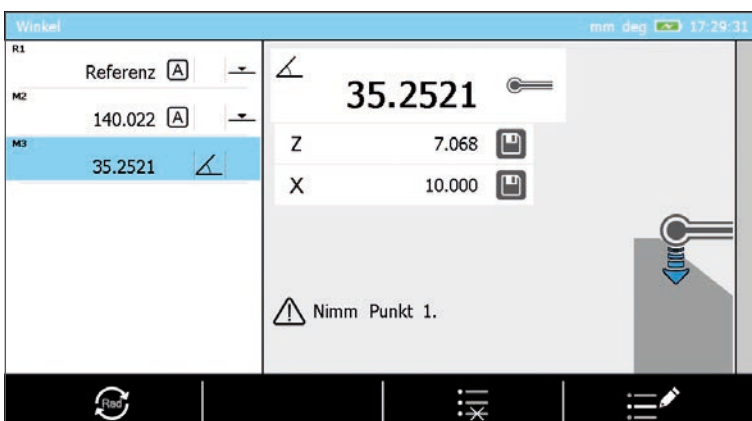 Winkel
mm deg 17:29:31
R1
Referenz A
M2
140.022 A
M3
35.2521
35.2521
Z 7.068
X 10.000
Nimm Punkt 1.
Rad